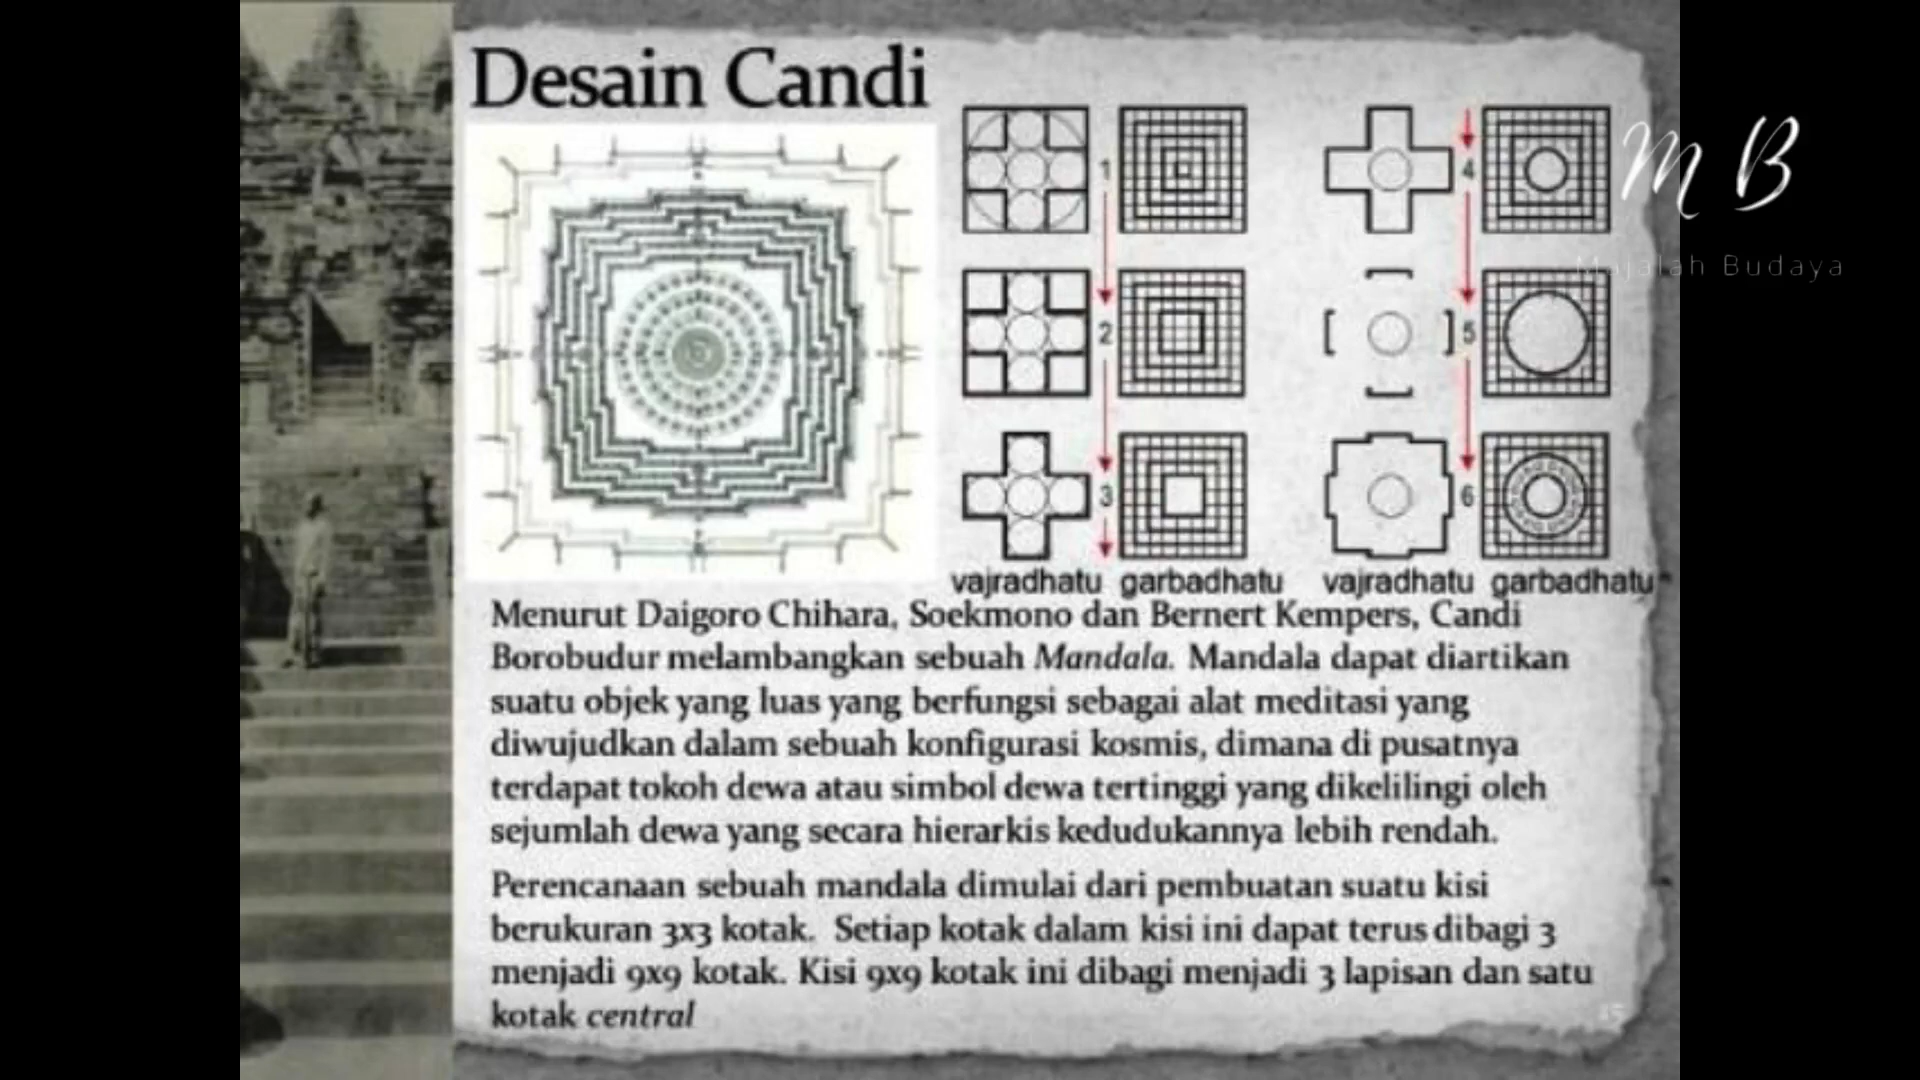 Desain Candi
1
2
3
4
5
6
M B
Majalah Budaya
vajradhatu garbadhatu vajradhatu garbadhatu
Menurut Daigoro Chihara, Soekmono dan Bernert Kempers, Candi
Borobudur melambangkan sebuah Mandala. Mandala dapat diartikan
suatu objek yang luas yang berfungsi sebagai alat meditasi yang
diwujudkan dalam sebuah konfigurasi kosmis, dimana di pusatnya
terdapat tokoh dewa atau simbol dewa tertinggi yang dikelilingi oleh
sejumlah dewa yang secara hierarkis kedudukannya lebih rendah.
Perencanaan sebuah mandala dimulai dari pembuatan suatu kisi
berukuran 3x3 kotak. Setiap kotak dalam kisi ini dapat terus dibagi 3
menjadi 9x9 kotak. Kisi 9x9 kotak ini dibagi menjadi 3 lapisan dan satu
kotak central